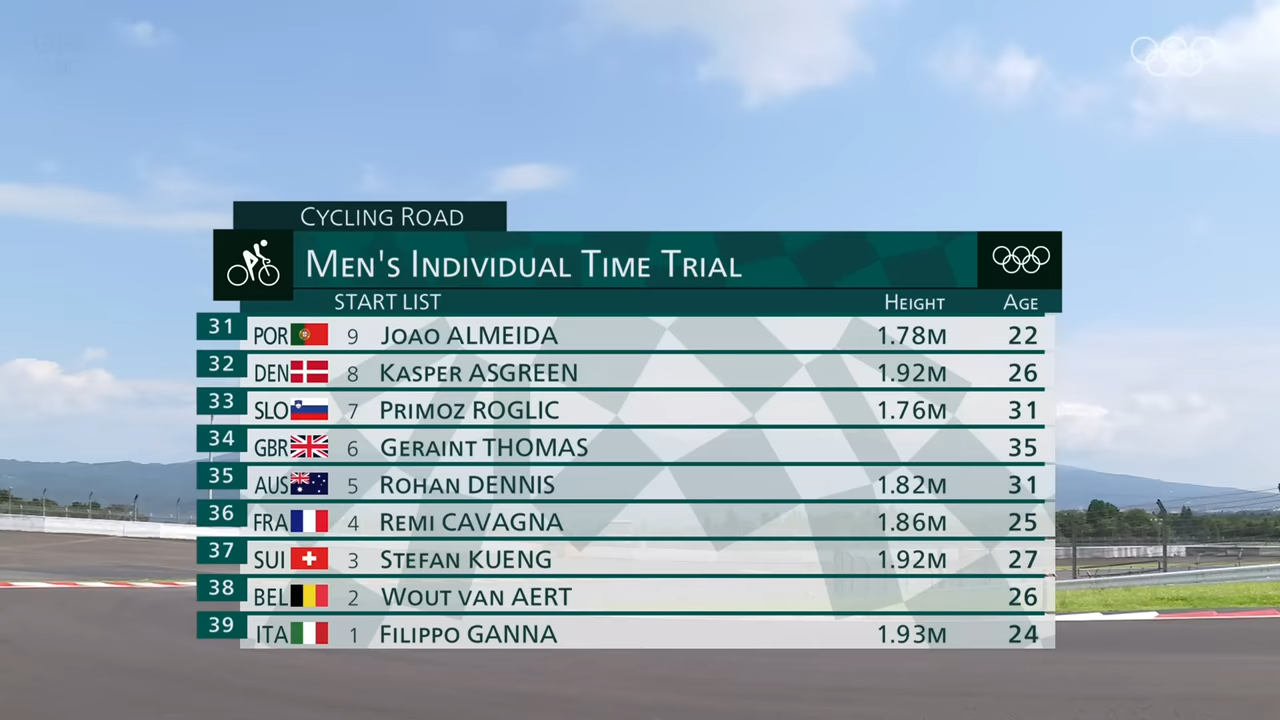 CYCLING ROAD
MEN'S INDIVIDUAL TIME TRIAL
START LIST HEIGHT AGE
31 POR 9 JOAO ALMEIDA 1.78M 22
32 DEN 8 KASPER ASGREEN 1.92M 26
33 SLO 7 PRIMOZ ROGLIC 1.76M 31
34 GBR 6 GERAINT THOMAS 35
35 AUS 5 ROHAN DENNIS 1.82M 31
36 FRA 4 REMI CAVAGNA 1.86M 25
37 SUI 3 STEFAN KUENG 1.92M 27
38 BEL 2 WOUT VAN AERT 26
39 ITA 1 FILIPPO GANNA 1.93M 24